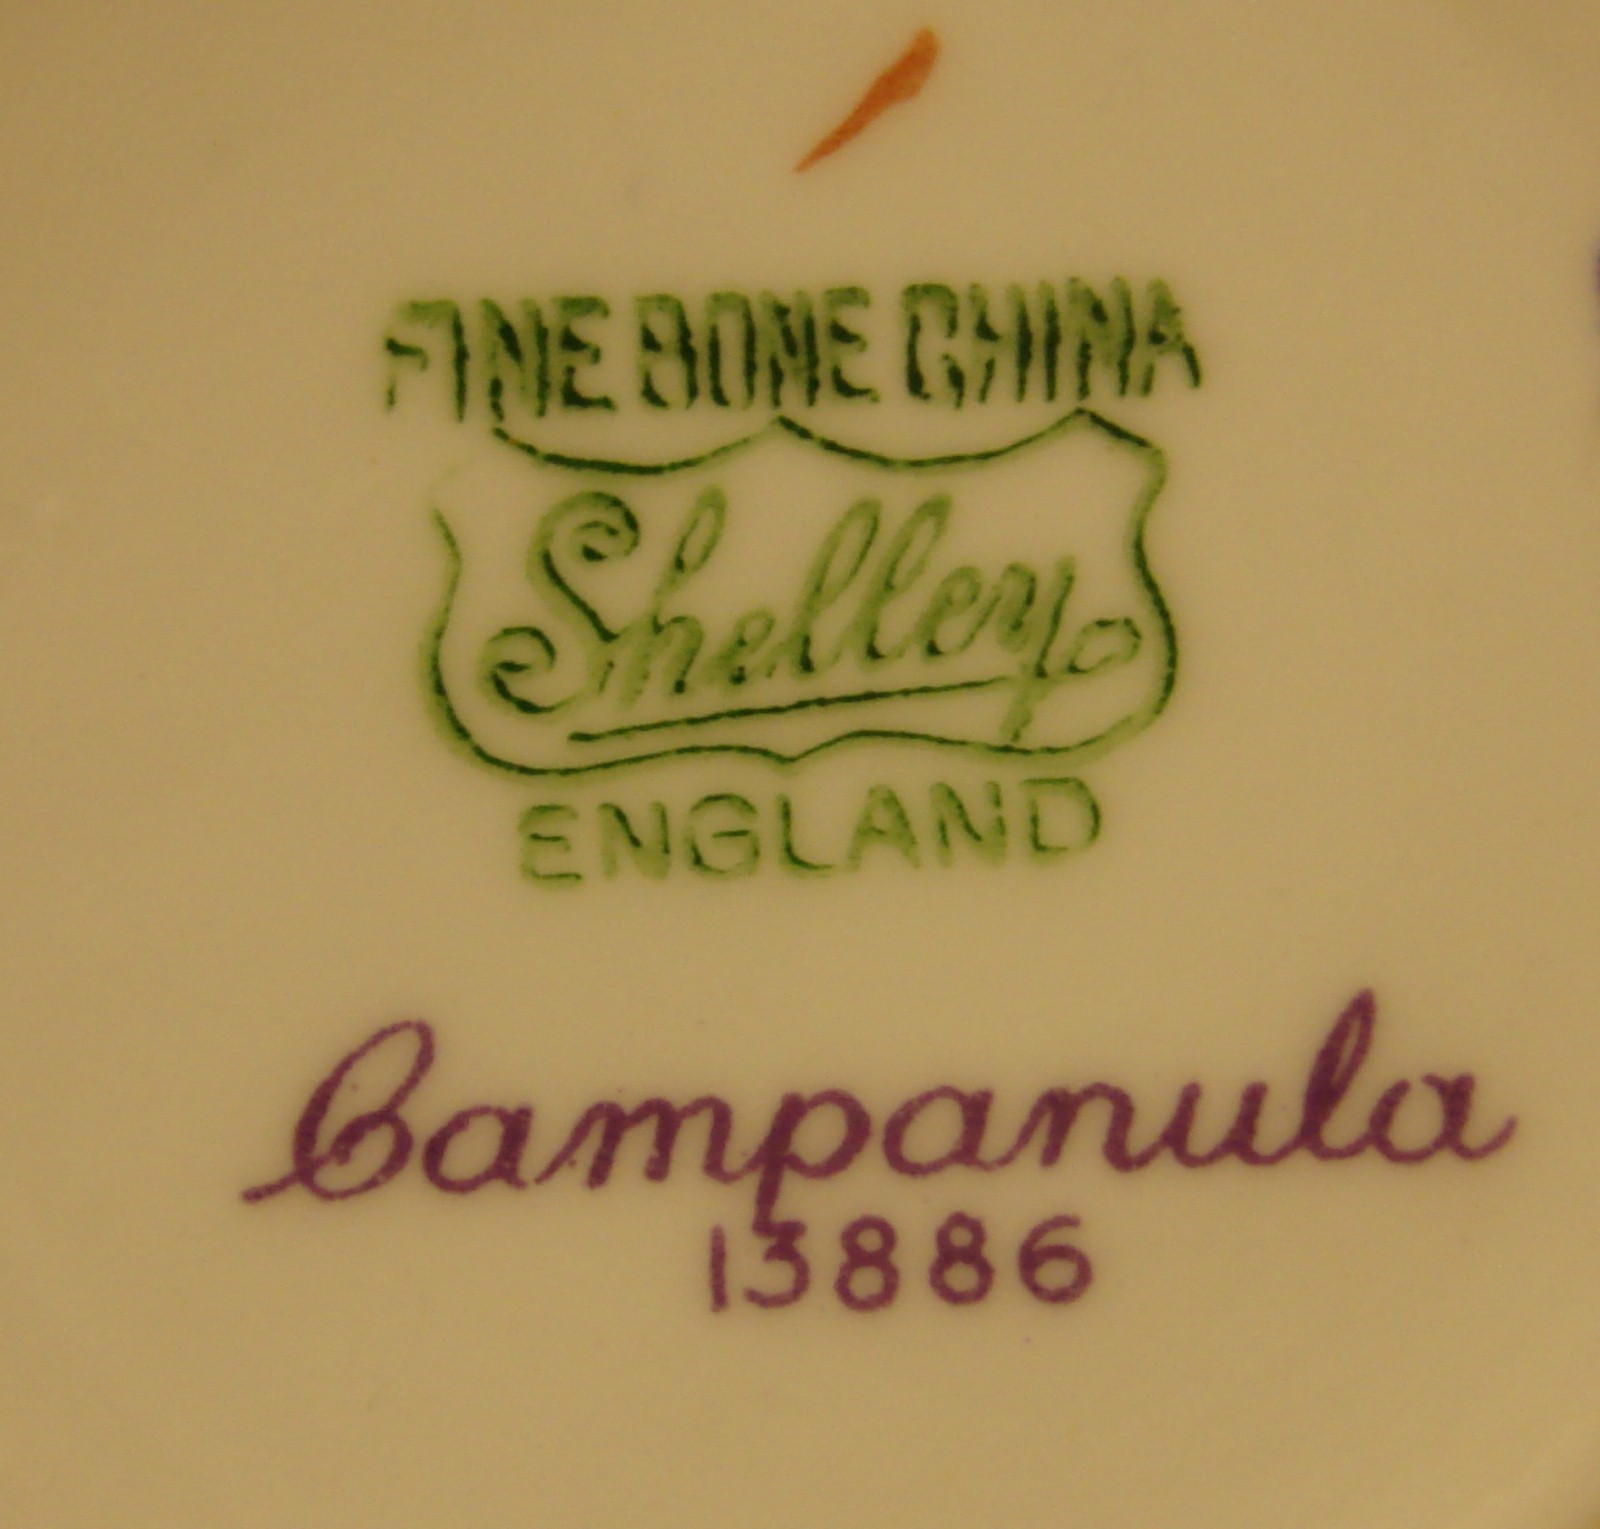 FINE BONE CHINA
Shelley
ENGLAND
Campanula
13886